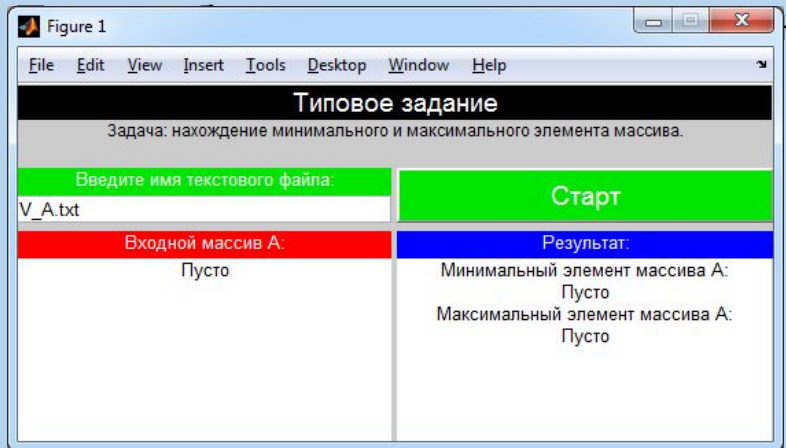 Figure 1
File Edit View Insert Tools Desktop Window Help
Типовое задание
Задача: нахождение минимального и максимального элемента массива.
Введите имя текстового файла:
V_A.txt
Старт
Входной массив А:
Пусто
Результат:
Минимальный элемент массива А:
Пусто
Максимальный элемент массива А:
Пусто